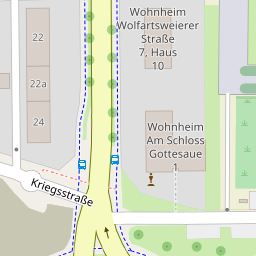 Wohnheim
Wolfartsweierer
Straße
7, Haus
10
22
22a
24
Wohnheim
Am Schloss
Gottesaue
1
Kriegsstraße